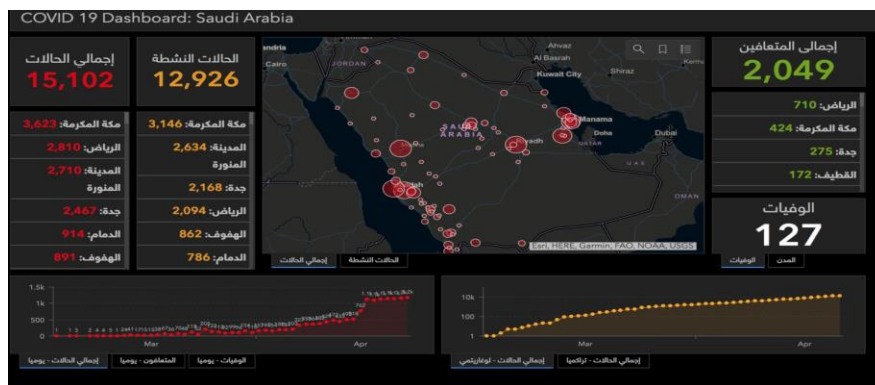 COVID 19 Dashboard: Saudi Arabia
إجمالي الحالات
15,102
الحالات النشطة
12,926
إجمالي المتعافين
2,049
مكة المكرمة: 3,623
الرياض: 2,810
المدينة: 2,710
المنورة
جدة: 2,467
الدمام: 914
الهفوف: 891
مكة المكرمة: 3,146
المدينة: 2,634
المنورة
جدة: 2,168
الرياض: 2,094
الهفوف: 862
الدمام: 786
Cairo
JORDAN
Ahvaz
Al Basrah
Kuwait City
Shiraz
SAUDI
ARABIA
Manama
Doha
QATAR
Dubai
UAE
OMAN
Esri, HERE, Garmin, FAO, NOAA, USGS
إجمالي الحالات
الحالات النشطة
الرياض: 710
مكة المكرمة: 424
جدة: 275
القطيف: 172
الوفيات
127
الوفيات
المدن
1.5k
1k
500
0
Mar
Apr
إجمالي الحالات - يوميا
المتعافون - يوميا
الوفيات - يوميا
10k
100
1
Mar
Apr
إجمالي الحالات - لوغاريتمي
إجمالي الحالات - تراكميا